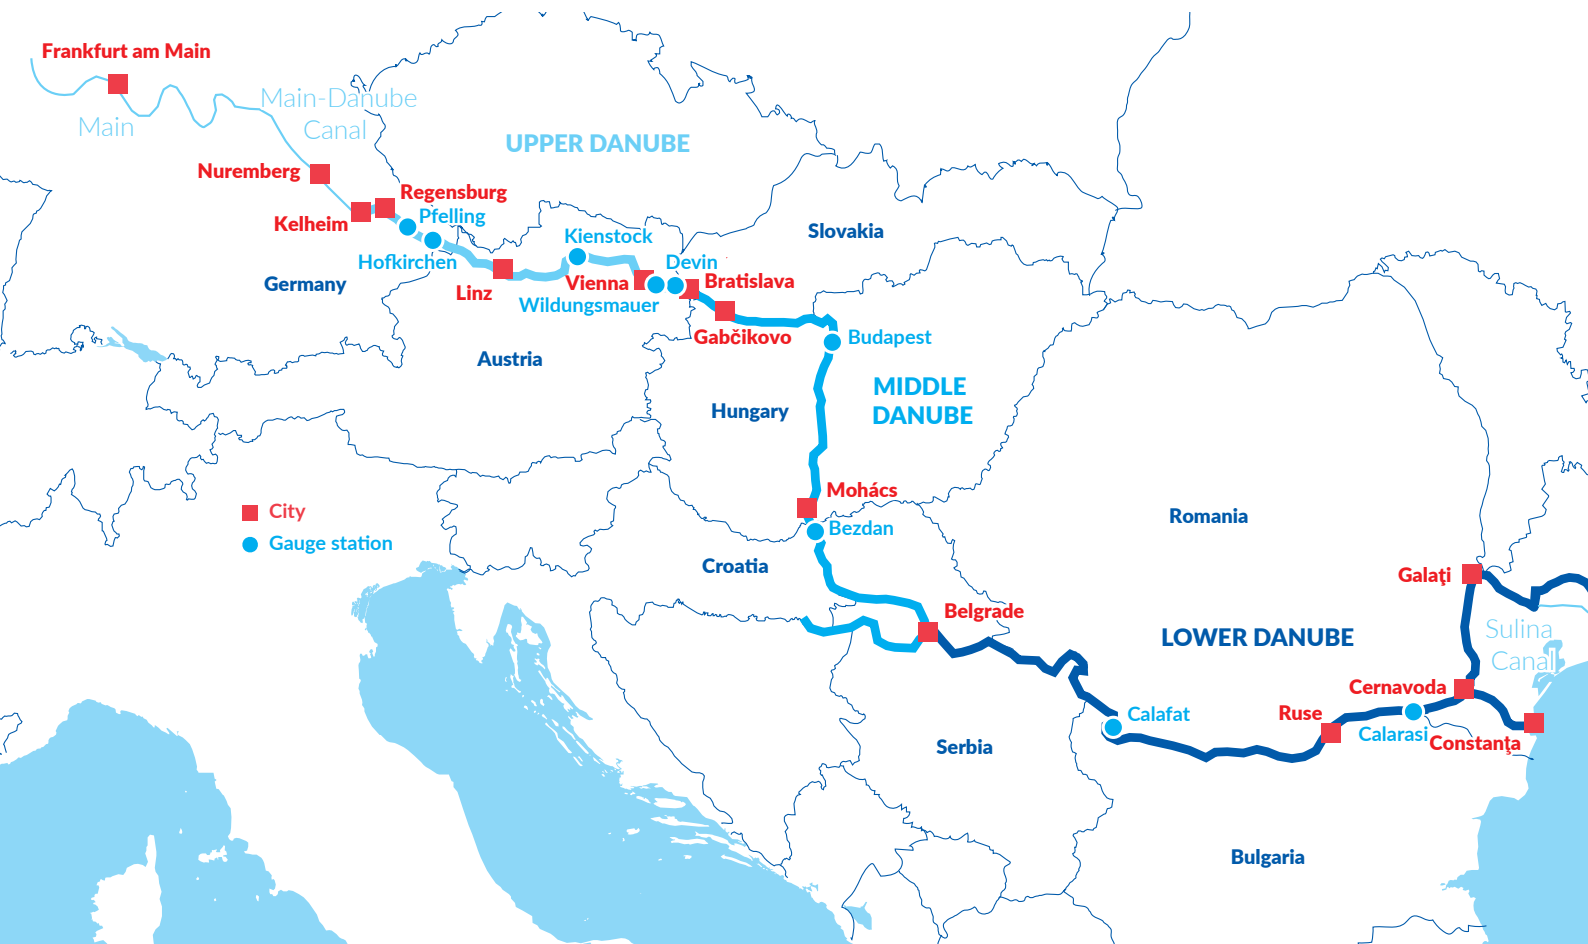 Frankfurt am Main
Main
Main-Danube
Canal
UPPER DANUBE
Nuremberg
Regensburg
Pfelling
Kelheim
Slovakia
Kienstock
Hofkirchen
Devin
Germany
Linz
Vienna
Bratislava
Wildungsmauer
Gabčikovo
Budapest
Austria
MIDDLE
DANUBE
Hungary
Mohács
City
Romania
Bezdan
Gauge station
Croatia
Galaţi
Belgrade
LOWER DANUBE
Sulina
Canal
Cernavoda
Ruse
Calafat
Calarasi
Constanţa
Serbia
Bulgaria